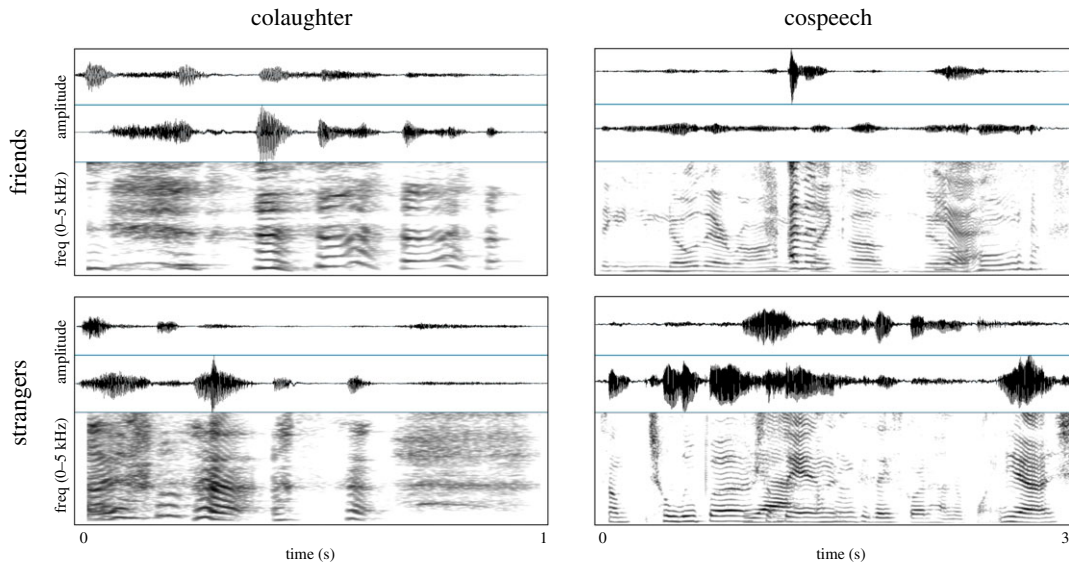 colaughter cospeech
friends
amplitude
freq (0–5 kHz)
strangers
amplitude
freq (0–5 kHz)
0 1 0 3
time (s) time (s)